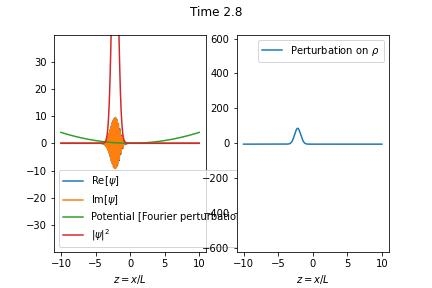 Time 2.8
30
20
10
0
−10
−20
−30
Re[ψ]
Im[ψ]
Potential [Fourier perturbatio
|ψ|²
−10 −5 0 5 10
z = x/L
600
400
200
0
−200
−400
−600
Perturbation on ρ
−10 −5 0 5 10
z = x/L